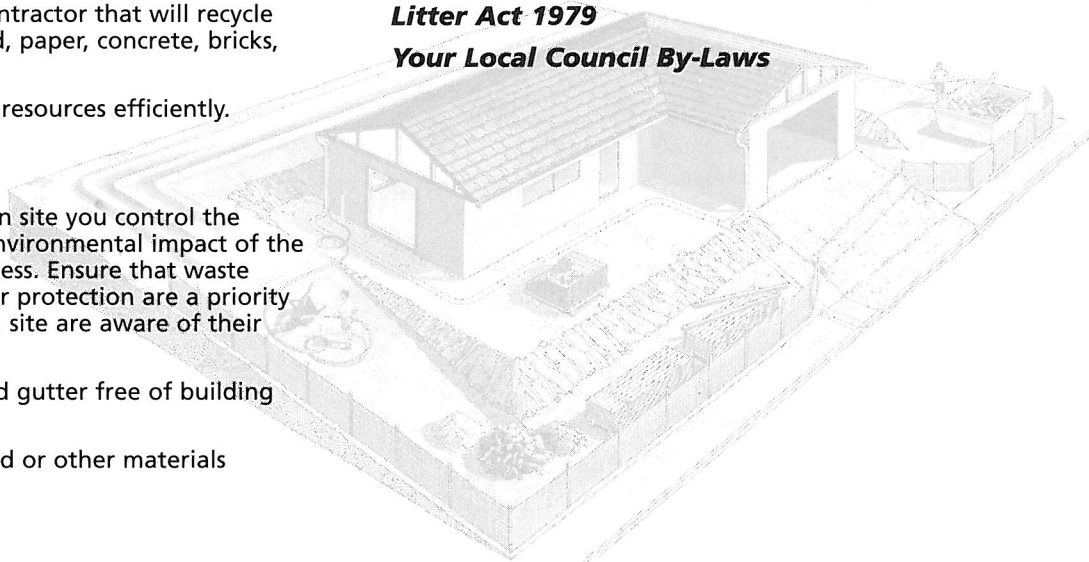 ntractor that will recycle
d, paper, concrete, bricks,
resources efficiently.
n site you control the
nvironmental impact of the
ess. Ensure that waste
r protection are a priority
site are aware of their
d gutter free of building
d or other materials
Litter Act 1979
Your Local Council By-Laws